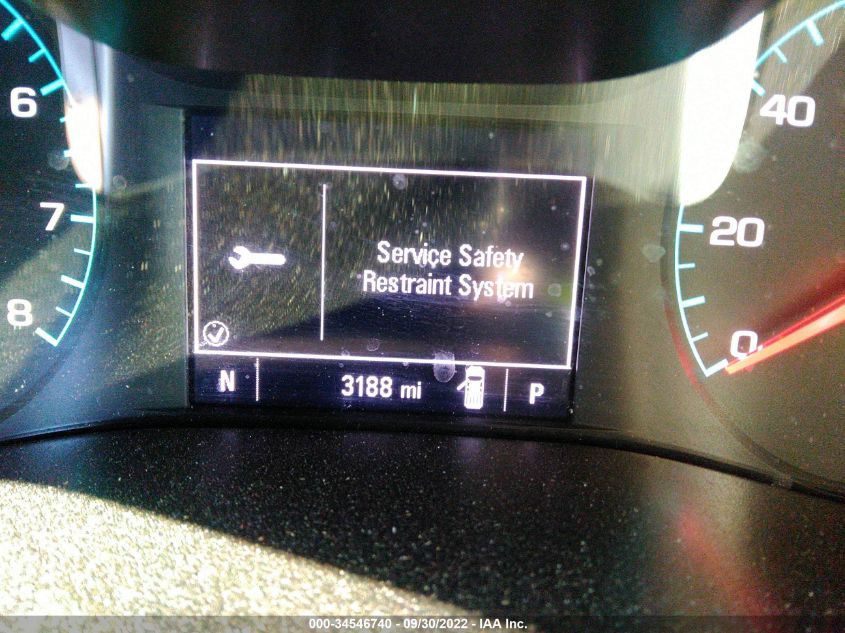 6
7
8
Service Safety
Restraint System
N
3188 mi
P
40
20
0
000-34546740 - 09/30/2022 - IAA Inc.